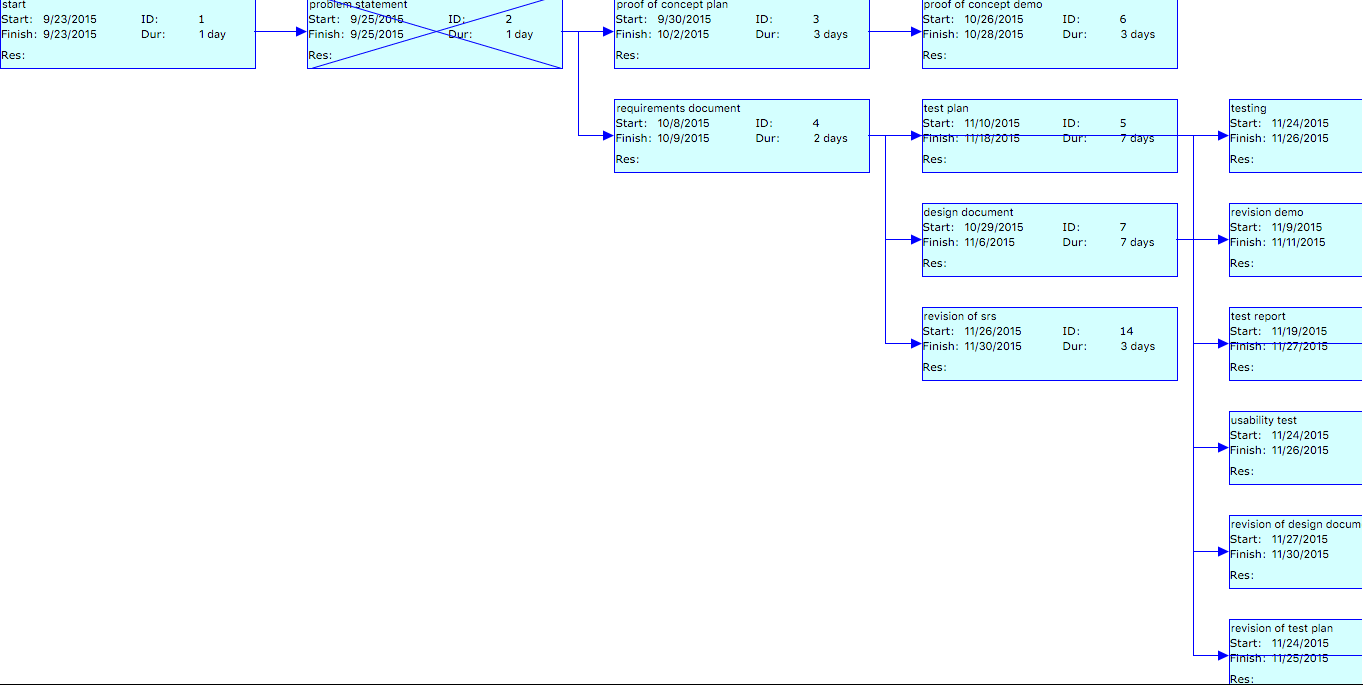 start
Start: 9/23/2015 ID: 1
Finish: 9/23/2015 Dur: 1 day
Res:
problem statement
Start: 9/25/2015 ID: 2
Finish: 9/25/2015 Dur: 1 day
Res:
proof of concept plan
Start: 9/30/2015 ID: 3
Finish: 10/2/2015 Dur: 3 days
Res:
proof of concept demo
Start: 10/26/2015 ID: 6
Finish: 10/28/2015 Dur: 3 days
Res:
requirements document
Start: 10/8/2015 ID: 4
Finish: 10/9/2015 Dur: 2 days
Res:
test plan
Start: 11/10/2015 ID: 5
Finish: 11/18/2015 Dur: 7 days
Res:
testing
Start: 11/24/2015
Finish: 11/26/2015
Res:
design document
Start: 10/29/2015 ID: 7
Finish: 11/6/2015 Dur: 7 days
Res:
revision demo
Start: 11/9/2015
Finish: 11/11/2015
Res:
revision of srs
Start: 11/26/2015 ID: 14
Finish: 11/30/2015 Dur: 3 days
Res:
test report
Start: 11/19/2015
Finish: 11/27/2015
Res:
usability test
Start: 11/24/2015
Finish: 11/26/2015
Res:
revision of design docum
Start: 11/27/2015
Finish: 11/30/2015
Res:
revision of test plan
Start: 11/24/2015
Finish: 11/25/2015
Res: